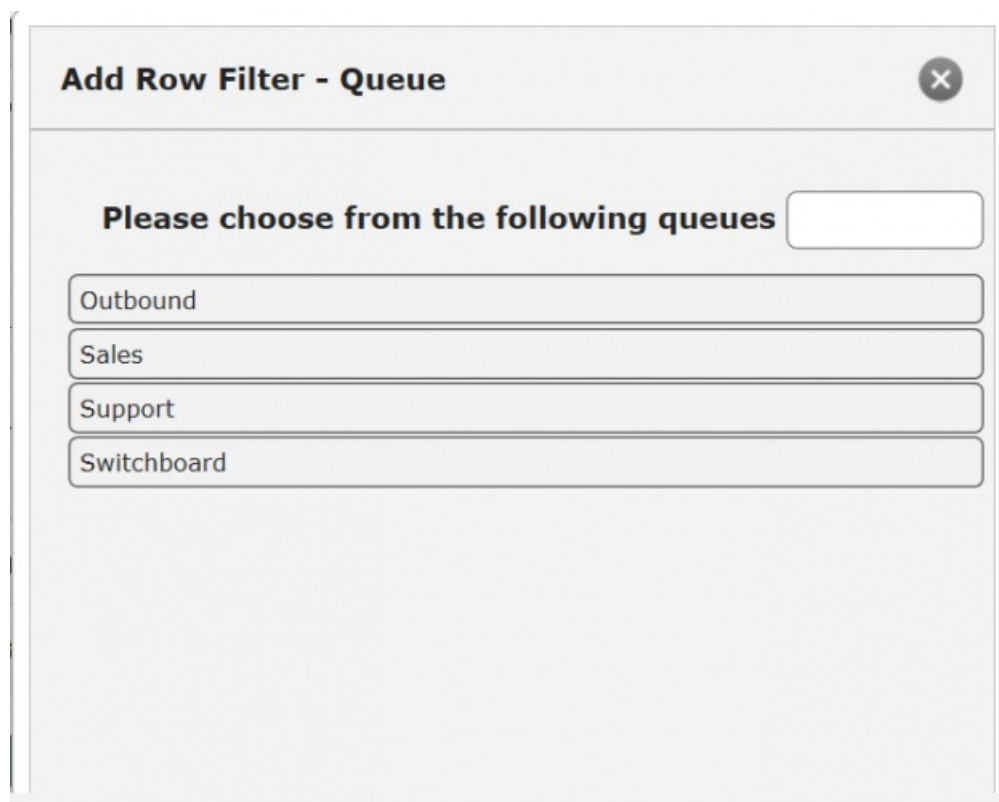 Add Row Filter - Queue
Please choose from the following queues
Outbound
Sales
Support
Switchboard